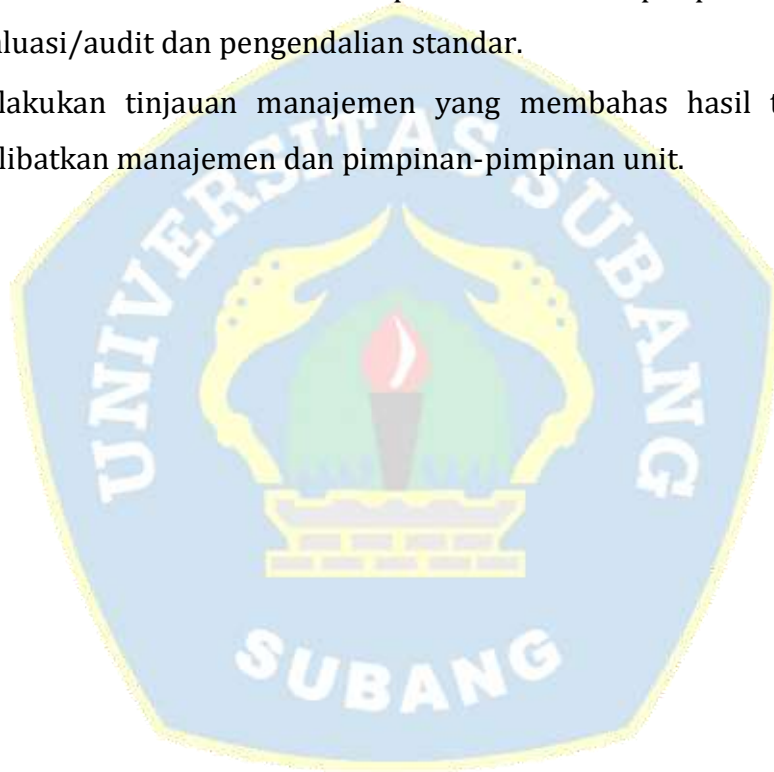 luasi/audit dan pengendalian standar.
lakukan tinjauan manajemen yang membahas hasil t
libatkan manajemen dan pimpinan-pimpinan unit.
UNIVERSITAS SUBANG
SUBANG